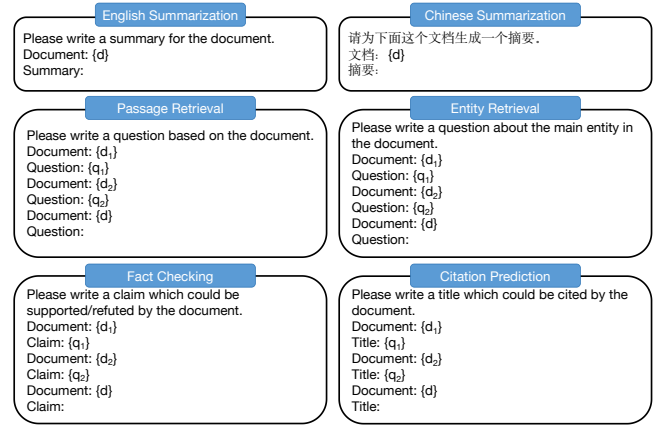 English Summarization
Please write a summary for the document.
Document: {d}
Summary:
Chinese Summarization
请为下面这个文档生成一个摘要.
文档: {d}
摘要:
Passage Retrieval
Please write a question based on the document.
Document: {d₁}
Question: {q₁}
Document: {d₂}
Question: {q₂}
Document: {d}
Question:
Entity Retrieval
Please write a question about the main entity in
the document.
Document: {d₁}
Question: {q₁}
Document: {d₂}
Question: {q₂}
Document: {d}
Question:
Fact Checking
Please write a claim which could be
supported/refuted by the document.
Document: {d₁}
Claim: {q₁}
Document: {d₂}
Claim: {q₂}
Document: {d}
Claim:
Citation Prediction
Please write a title which could be cited by the
document.
Document: {d₁}
Title: {q₁}
Document: {d₂}
Title: {q₂}
Document: {d}
Title: